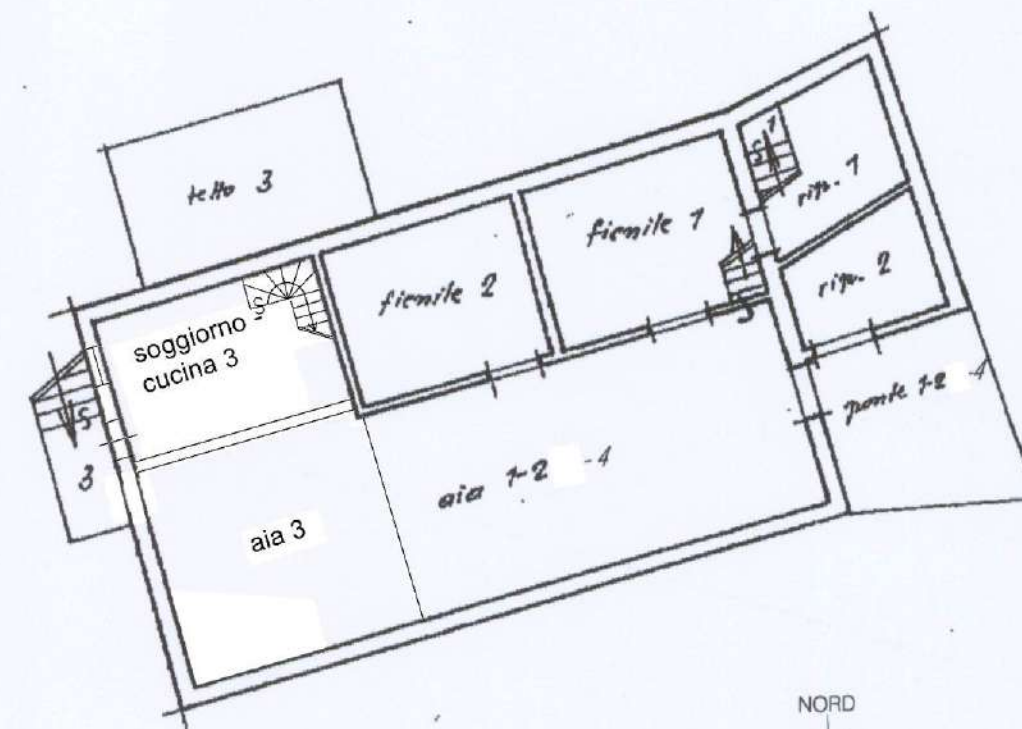 tetto 3
S 1
rip. 1
fienile 1
fienile 2
rip. 2
S
soggiorno
cucina 3
S
S
ponte 1-2 -4
3
aia 1-2 -4
aia 3
NORD